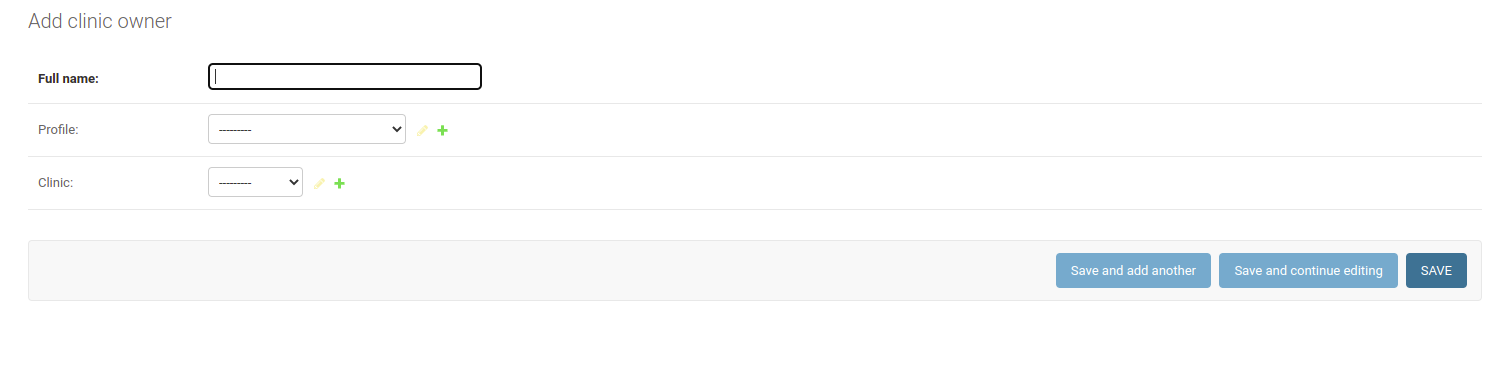 Add clinic owner
Full name:
Profile: ---------
Clinic: ---------
Save and add another Save and continue editing SAVE